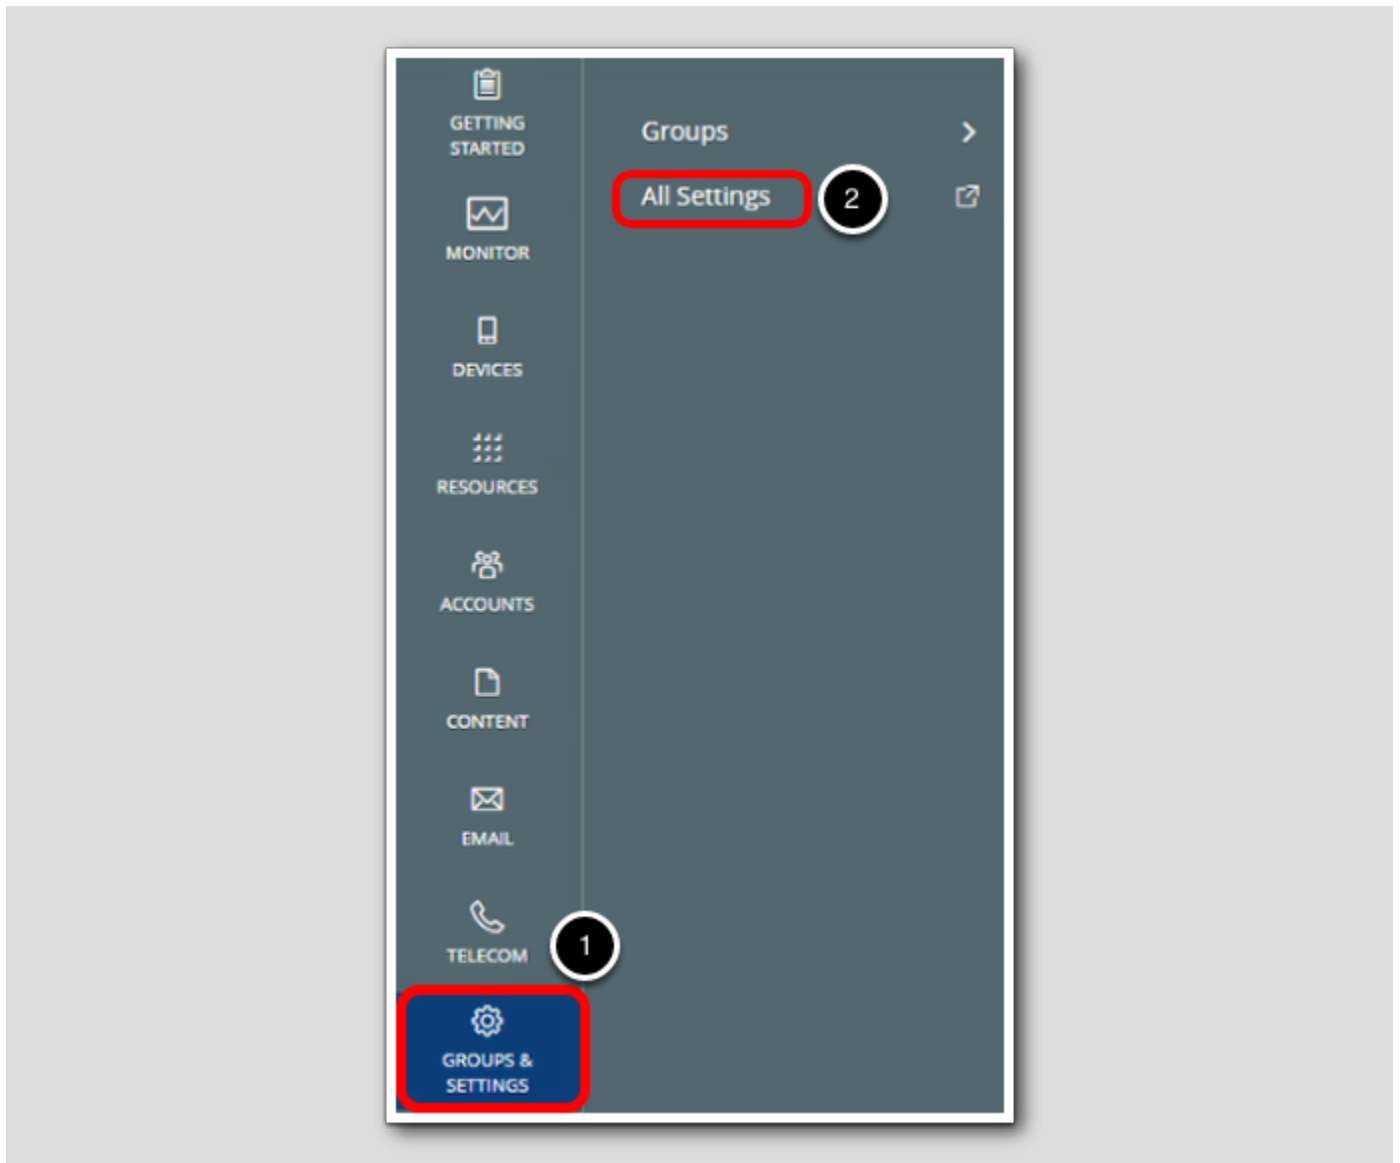 GETTING
STARTED
MONITOR
DEVICES
RESOURCES
ACCOUNTS
CONTENT
EMAIL
TELECOM
1
GROUPS &
SETTINGS
Groups
All Settings
2